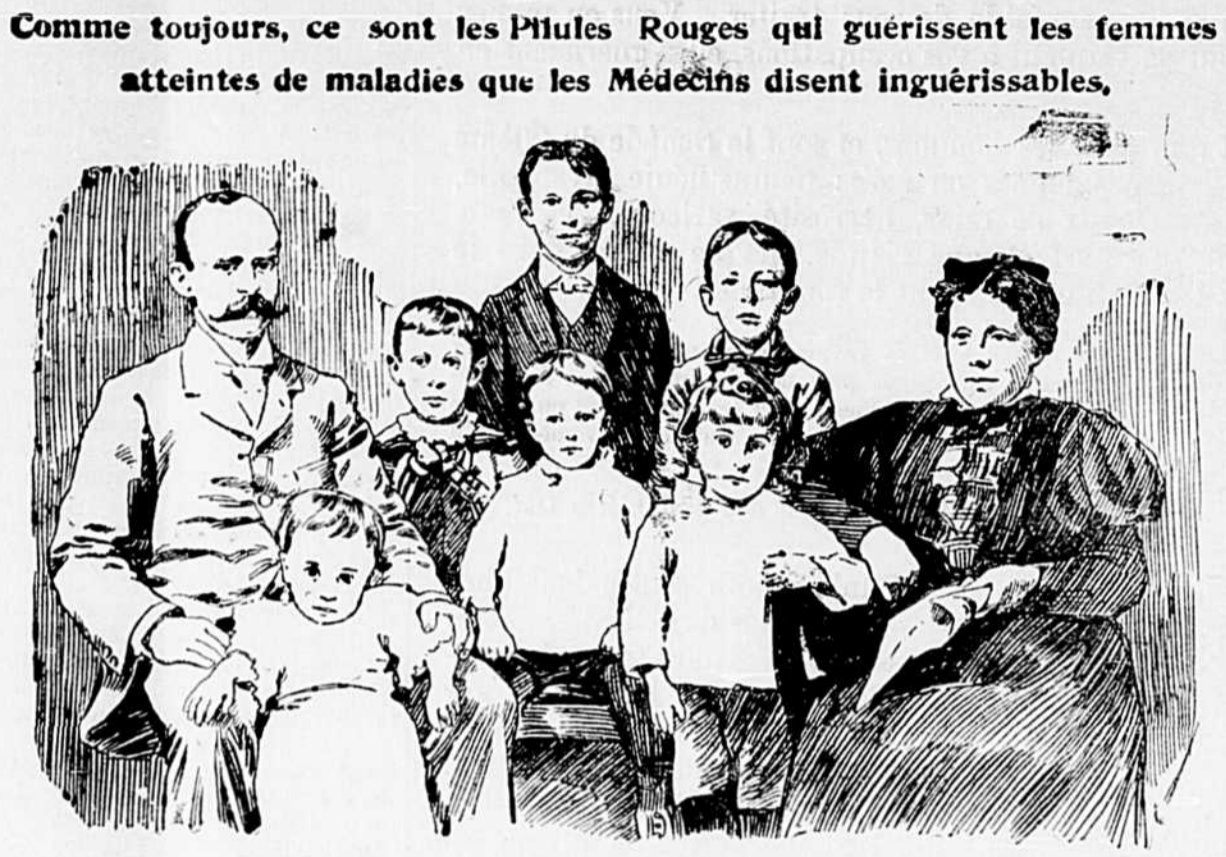 Comme toujours, ce sont les Pilules Rouges qui guérissent les femmes
atteintes de maladies que les Médecins disent inguérissables.